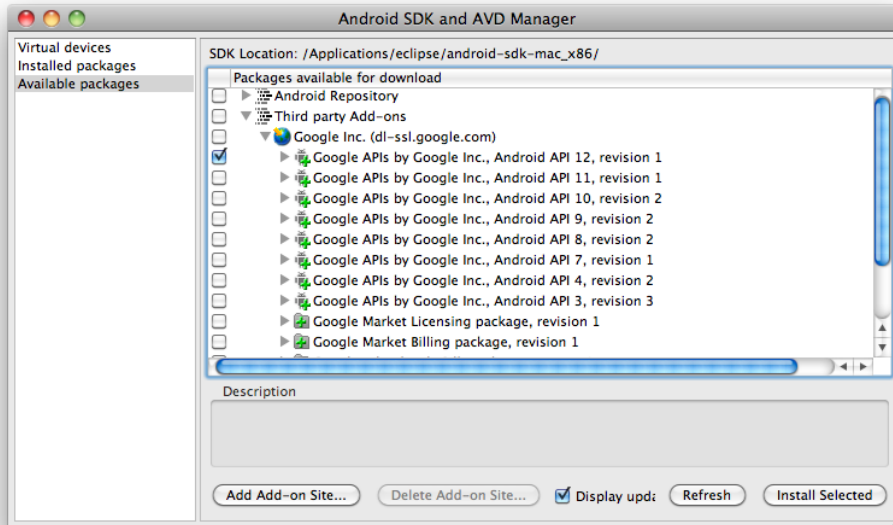 Android SDK and AVD Manager
Virtual devices
Installed packages
Available packages
SDK Location: /Applications/eclipse/android-sdk-mac_x86/
Packages available for download
Android Repository
Third party Add-ons
Google Inc. (dl-ssl.google.com)
Google APIs by Google Inc., Android API 12, revision 1
Google APIs by Google Inc., Android API 11, revision 1
Google APIs by Google Inc., Android API 10, revision 2
Google APIs by Google Inc., Android API 9, revision 2
Google APIs by Google Inc., Android API 8, revision 2
Google APIs by Google Inc., Android API 7, revision 1
Google APIs by Google Inc., Android API 4, revision 2
Google APIs by Google Inc., Android API 3, revision 3
Google Market Licensing package, revision 1
Google Market Billing package, revision 1
Description
Add Add-on Site... Delete Add-on Site... Display upda Refresh Install Selected